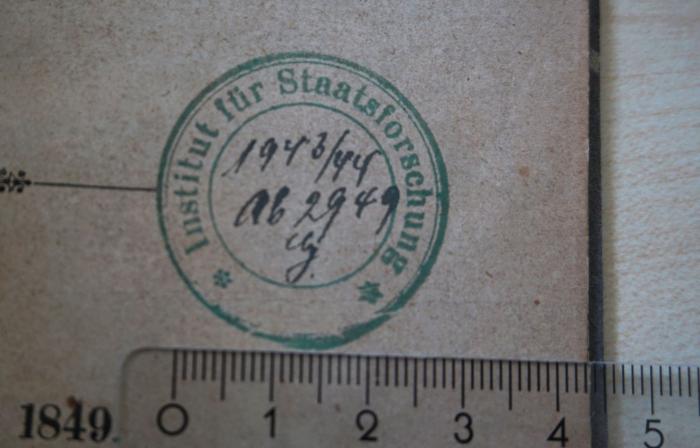 Institut für Staatsforschung
1943/44
ab 2949
1849.
0 1 2 3 4 5